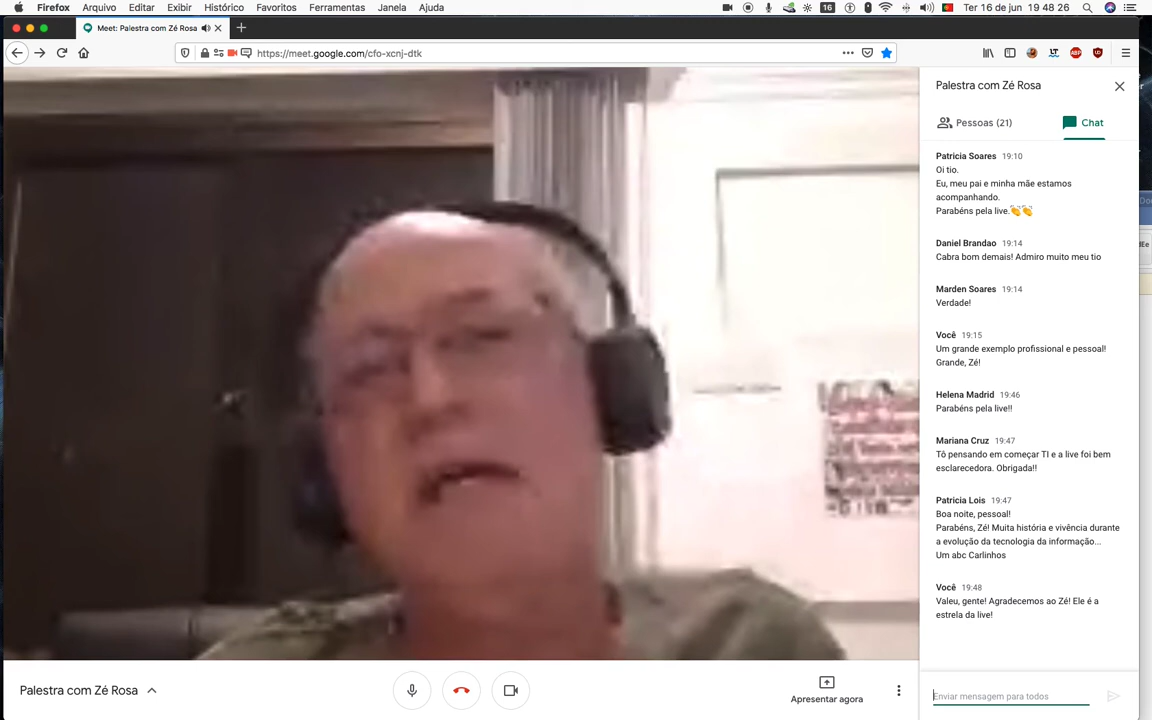 Firefox Arquivo Editar Exibir Histórico Favoritos Ferramentas Janela Ajuda 16 Ter 16 de jun 19 48 26
Meet: Palestra com Zé Rosa
https://meet.google.com/cfo-xcnj-dtk
Palestra com Zé Rosa
Pessoas (21) Chat
Patricia Soares 19:10
Oi tio.
Eu, meu pai e minha mãe estamos
acompanhando.
Parabéns pela live.👏👏
Daniel Brandao 19:14
Cabra bom demais! Admiro muito meu tio
Marden Soares 19:14
Verdade!
Você 19:15
Um grande exemplo profissional e pessoal!
Grande, Zé!
Helena Madrid 19:46
Parabéns pela live!!
Mariana Cruz 19:47
Tô pensando em começar TI e a live foi bem
esclarecedora. Obrigada!!
Patricia Lois 19:47
Boa noite, pessoal!
Parabéns, Zé! Muita história e vivência durante
a evolução da tecnologia da informação...
Um abc Carlinhos
Você 19:48
Valeu, gente! Agradecemos ao Zé! Ele é a
estrela da live!
Enviar mensagem para todos
Palestra com Zé Rosa
Apresentar agora